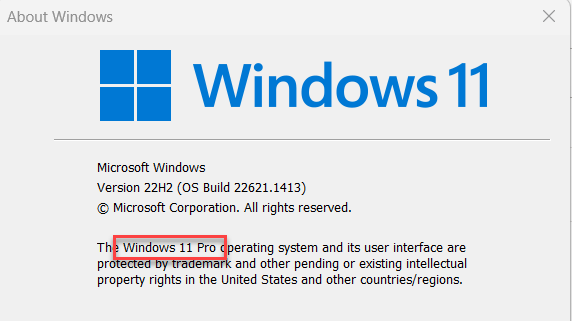 About Windows
Windows 11
Microsoft Windows
Version 22H2 (OS Build 22621.1413)
© Microsoft Corporation. All rights reserved.
The Windows 11 Pro operating system and its user interface are
protected by trademark and other pending or existing intellectual
property rights in the United States and other countries/regions.